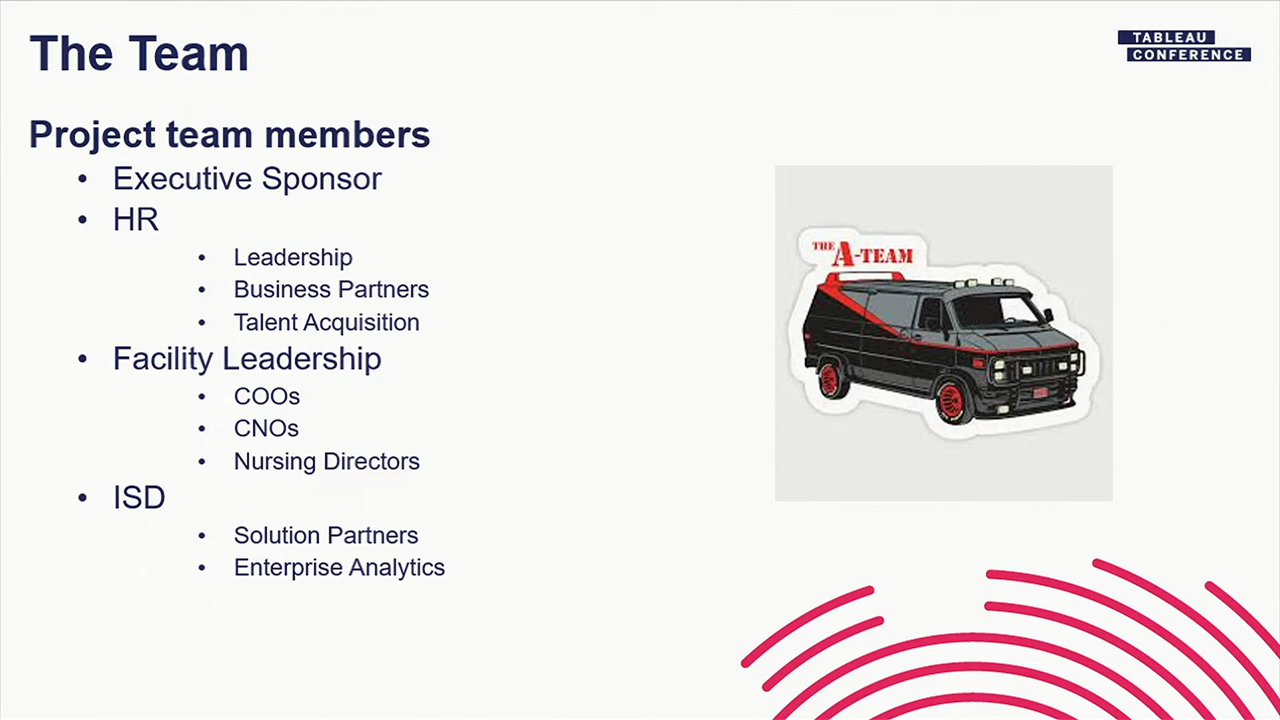 The Team
TABLEAU
CONFERENCE
Project team members
• Executive Sponsor
• HR
• Leadership
• Business Partners
• Talent Acquisition
• Facility Leadership
• COOs
• CNOs
• Nursing Directors
• ISD
• Solution Partners
• Enterprise Analytics
THE A-TEAM